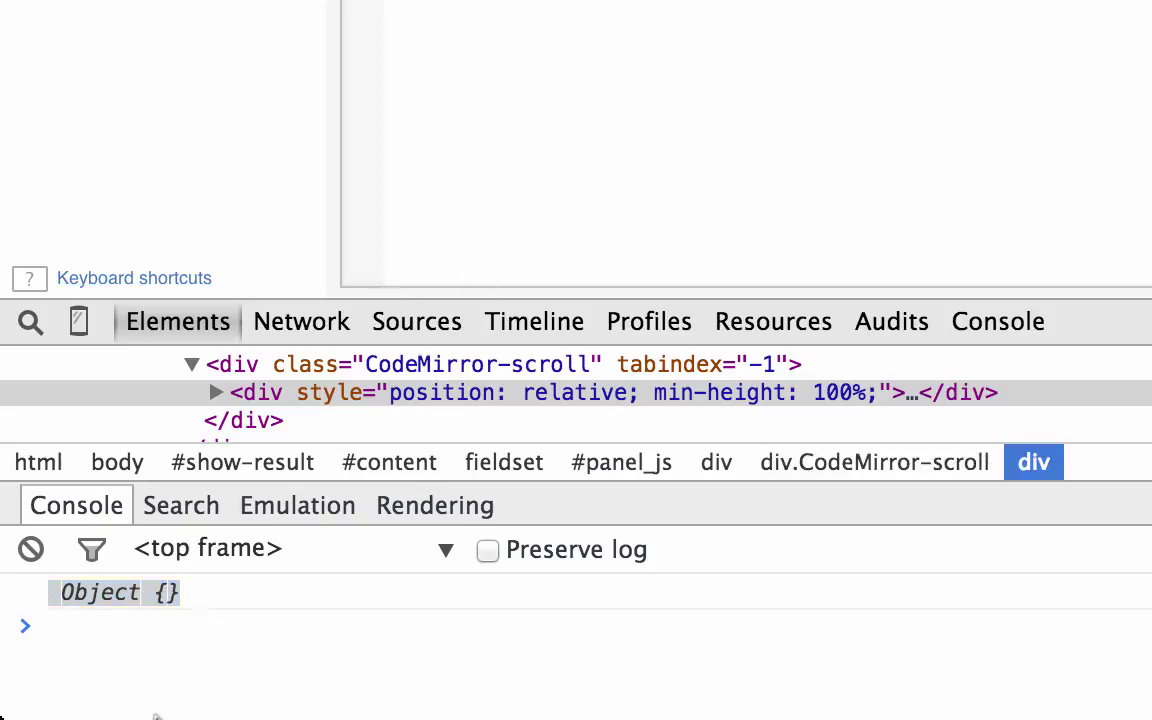 ? Keyboard shortcuts
Elements Network Sources Timeline Profiles Resources Audits Console
▼<div class="CodeMirror-scroll" tabindex="-1">
▶<div style="position: relative; min-height: 100%;">…</div>
</div>
html body #show-result #content fieldset #panel_js div div.CodeMirror-scroll div
Console Search Emulation Rendering
<top frame> ▼ Preserve log
Object {}
>